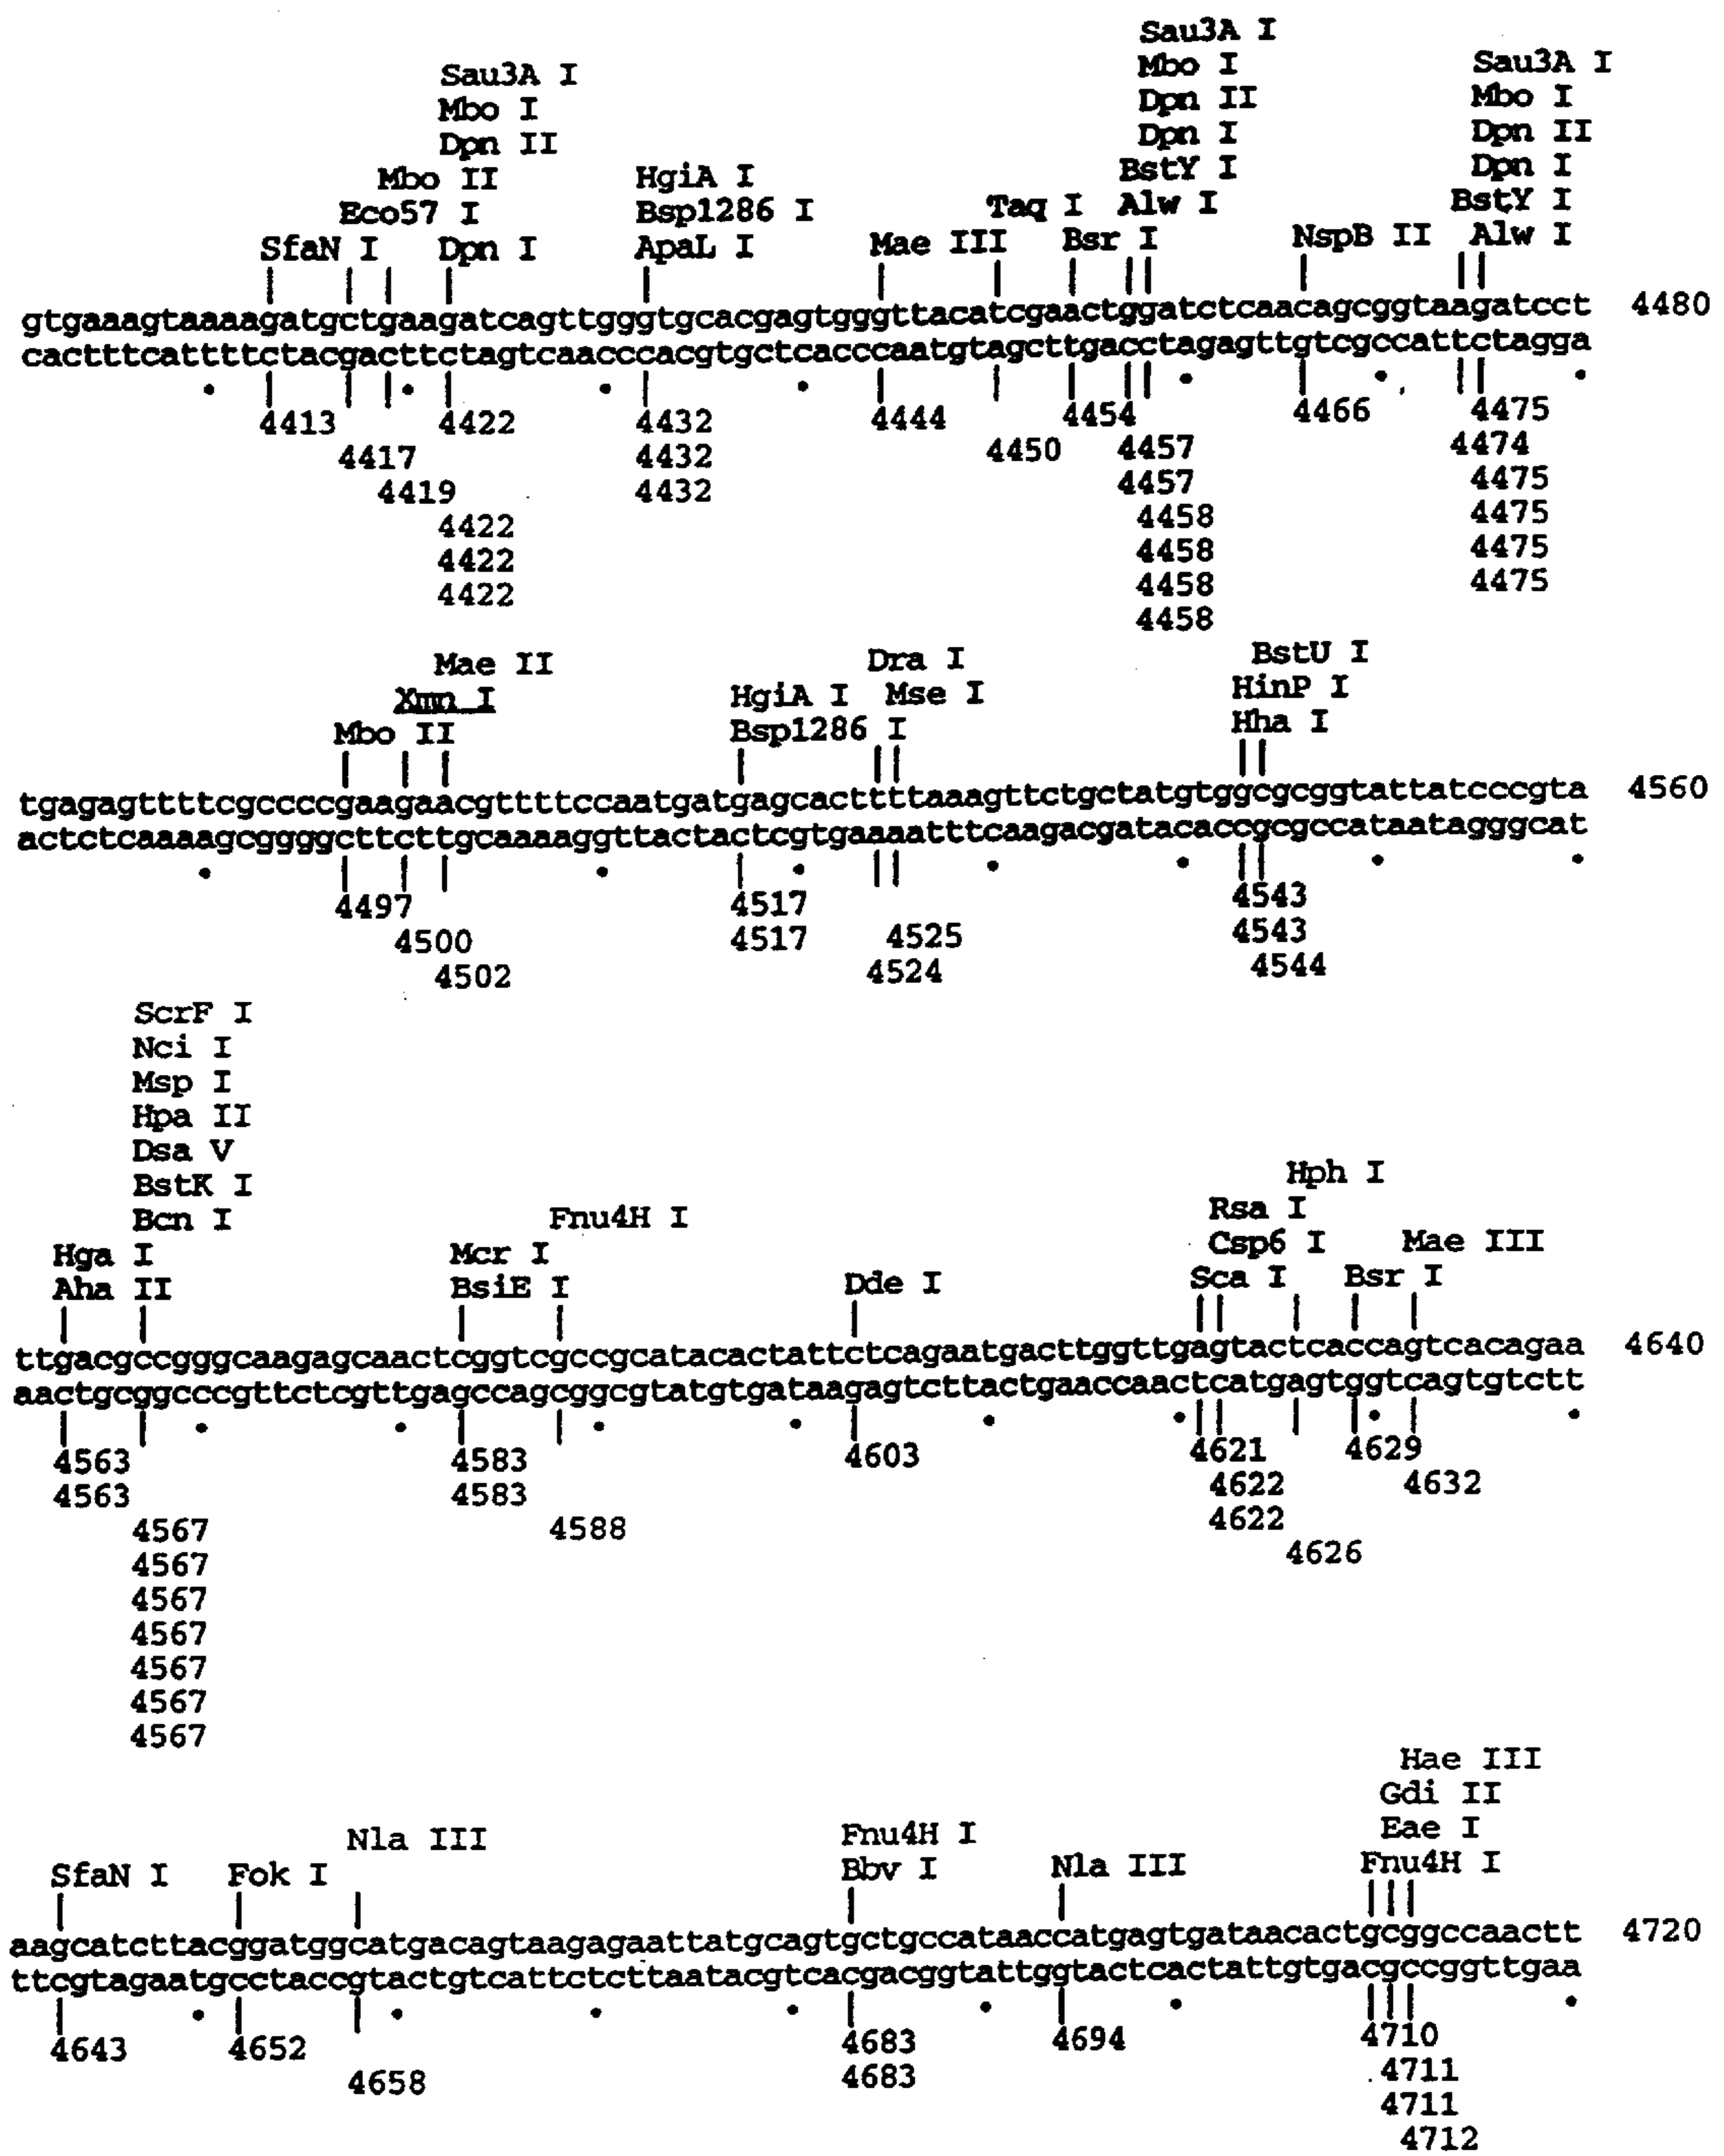 Sau3A I
Mbo I
Sau3A I
Sau3A I
Dpn II
Mbo I
Mbo I
Dpn I
Dpn II
Dpn II
Mbo II
HgiA I
BstY I
Dpn I
Eco57 I
Bsp1286 I
Taq I
Alw I
BstY I
SfaN I
Dpn I
ApaL I
Mae III
Bsr I
NspB II
Alw I
gtgaaagtaaaagatgctgaagatcagttgggtgcacgagtgggttacatcgaactggatctcaacagcggtaagatcct 4480
cactttcattttctacgacttctagtcaacccacgtgctcacccaatgtagcttgacctagagttgtcgccattctagga
4413 4422 4432 4444 4454 4466 4475
4417 4432 4450 4457 4474
4419 4432 4457 4475
4422 4458 4475
4422 4458 4475
4422 4458 4475
4458
Mae II Dra I BstU I
Xmn I HgiA I Mse I HinP I
Mbo II Bsp1286 I Hha I
tgagagttttcgccccgaagaacgttttccaatgatgagcacttttaaagttctgctatgtggcgcggtattatcccgta 4560
actctcaaaagcggggcttcttgcaaaaggttactactcgtgaaaatttcaagacgatacaccgcgccataatagggcat
4497 4517 4543
4500 4517 4525 4543
4502 4524 4544
ScrF I
Nci I
Msp I
Hpa II
Dsa V
BstK I Hph I
Bcn I Fnu4H I Rsa I
Hga I Mcr I Csp6 I Mae III
Aha II BsiE I Dde I Sca I Bsr I
ttgacgccgggcaagagcaactcggtcgccgcatacactattctcagaatgacttggttgagtactcaccagtcacagaa 4640
aactgcggcccgttctcgttgagccagcggcgtatgtgataagagtcttactgaaccaactcatgagtggtcagtgtctt
4563 4583 4603 4621 4629
4563 4583 4622 4632
4567 4588 4622
4567 4626
4567
4567
4567
4567
4567
Hae III
Gdi II
Nla III Fnu4H I Eae I
SfaN I Fok I Bbv I Nla III Fnu4H I
aagcatcttacggatggcatgacagtaagagaattatgcagtgctgccataaccatgagtgataacactgcggccaactt 4720
ttcgtagaatgcctaccgtactgtcattctcttaatacgtcacgacggtattggtactcactattgtgacgccggttgaa
4643 4652 4683 4694 4710
4658 4683 4711
4711
4712